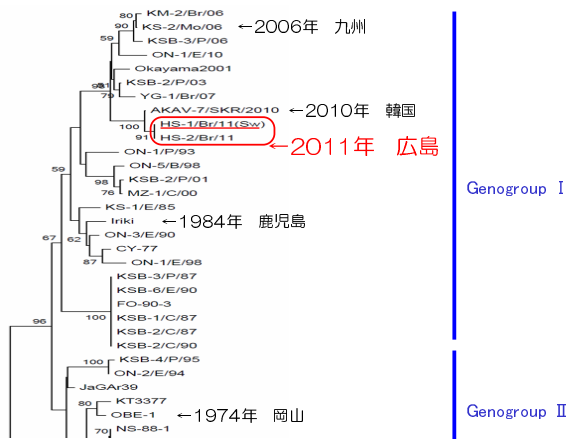 80 KM-2/Br/06
90 KS-2/Mo/06 ←2006年 九州
59 KSB-3/P/06
ON-1/E/10
Okayama2001
KSB-2/P/03
79 YG-1/Br/07
AKAV-7/SKR/2010 ←2010年 韓国
100 HS-1/Br/11(Sw)
91 HS-2/Br/11 ←2011年 広島
ON-1/P/93
59 ON-5/B/98
98 KSB-2/P/01
76 MZ-1/C/00
Genogroup Ⅰ
KS-1/E/85
Iriki ←1984年 鹿児島
67 62 ON-3/E/90
CY-77
87 ON-1/E/98
KSB-3/P/87
KSB-6/E/90
FO-90-3
96 100 KSB-1/C/87
KSB-2/C/87
KSB-2/C/90
100 KSB-4/P/95
ON-2/E/94
JaGAr39
80 KT3377
OBE-1 ←1974年 岡山
Genogroup Ⅱ
70 NS-88-1